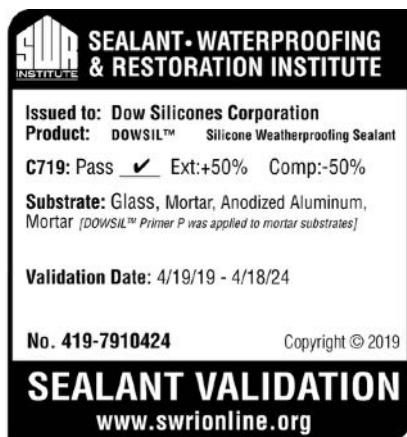 SWR
INSTITUTE
SEALANT • WATERPROOFING
& RESTORATION INSTITUTE
Issued to: Dow Silicones Corporation
Product: DOWSIL™ Silicone Weatherproofing Sealant
C719: Pass ✔ Ext:+50% Comp:-50%
Substrate: Glass, Mortar, Anodized Aluminum,
Mortar [DOWSIL™ Primer P was applied to mortar substrates]
Validation Date: 4/19/19 - 4/18/24
No. 419-7910424 Copyright © 2019
SEALANT VALIDATION
www.swrionline.org